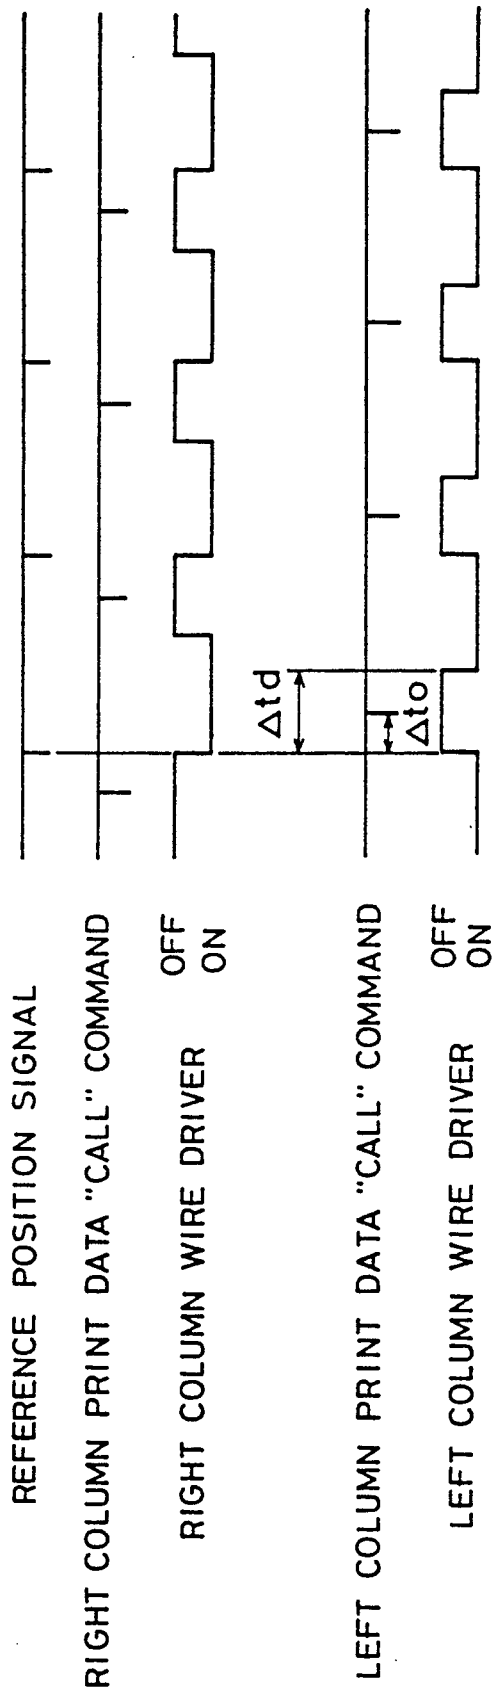 REFERENCE POSITION SIGNAL
RIGHT COLUMN PRINT DATA "CALL" COMMAND
RIGHT COLUMN WIRE DRIVER
OFF
ON
Δtd
LEFT COLUMN PRINT DATA "CALL" COMMAND
Δto
LEFT COLUMN WIRE DRIVER
OFF
ON